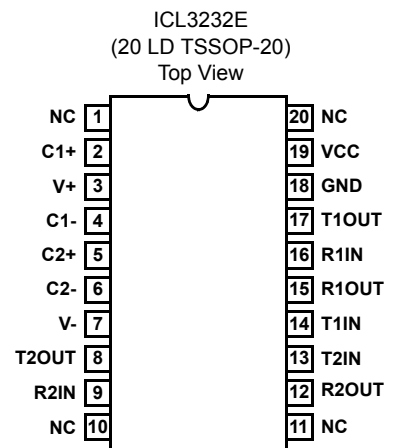 ICL3232E
(20 LD TSSOP-20)
Top View
NC 1 20 NC
C1+ 2 19 VCC
V+ 3 18 GND
C1- 4 17 T1OUT
C2+ 5 16 R1IN
C2- 6 15 R1OUT
V- 7 14 T1IN
T2OUT 8 13 T2IN
R2IN 9 12 R2OUT
NC 10 11 NC